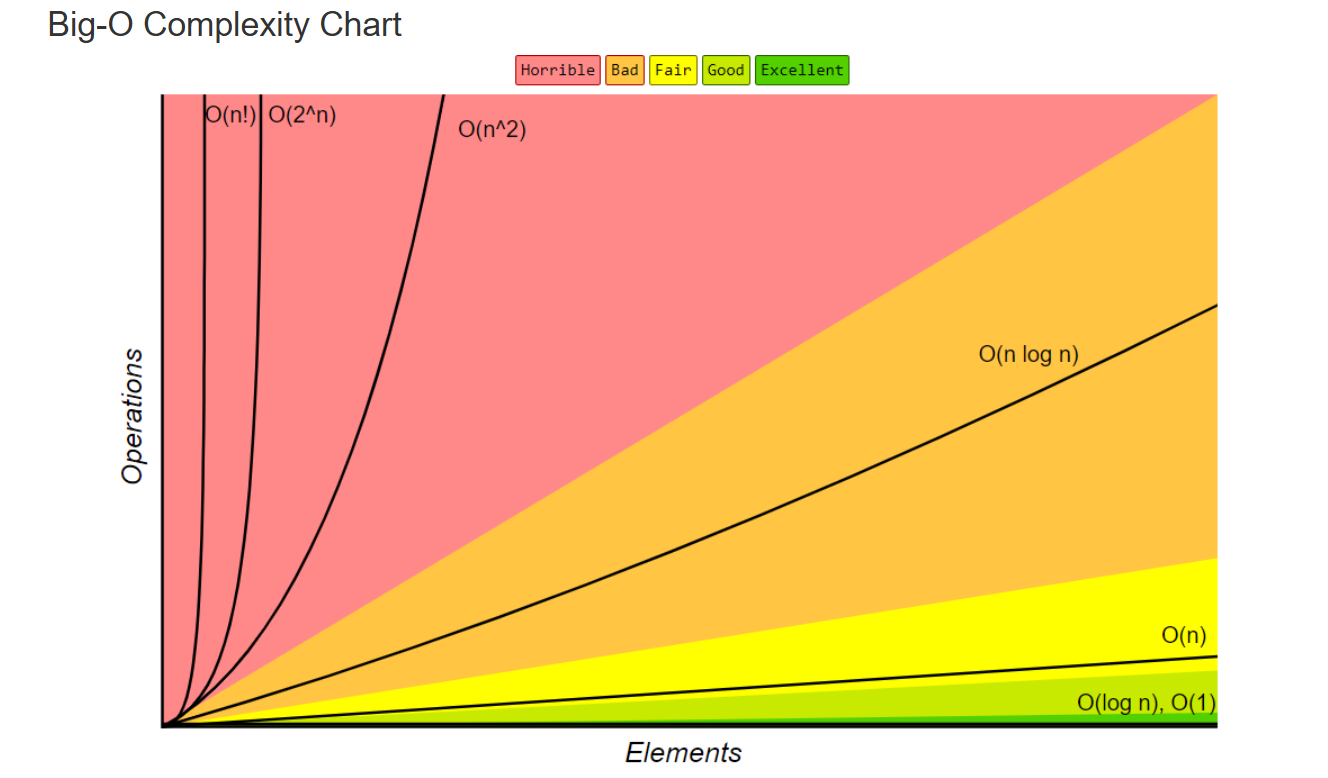 Big-O Complexity Chart
Horrible Bad Fair Good Excellent
O(n!) O(2^n)
O(n^2)
O(n log n)
Operations
O(n)
O(log n), O(1)
Elements